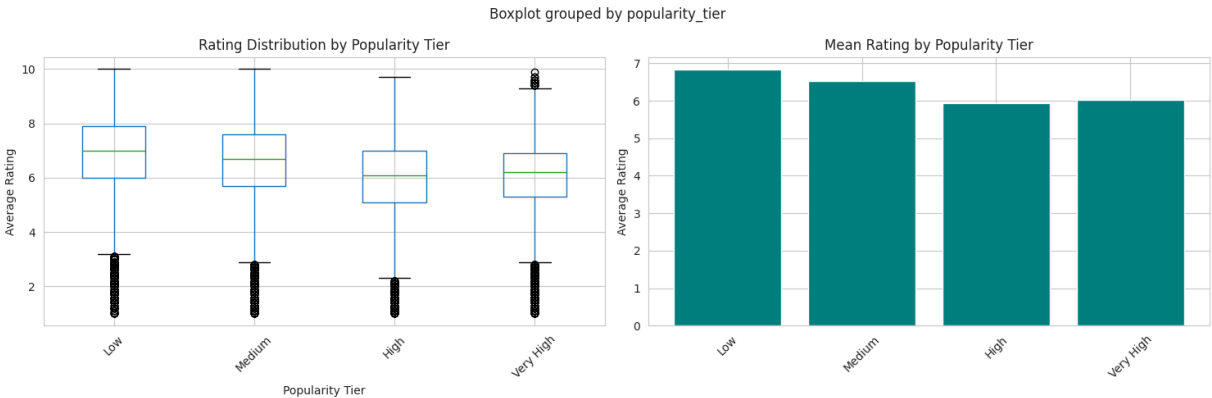 Boxplot grouped by popularity_tier
Rating Distribution by Popularity Tier
Average Rating
10
8
6
4
2
Low
Medium
High
Very High
Popularity Tier
Mean Rating by Popularity Tier
Average Rating
7
6
5
4
3
2
1
0
Low
Medium
High
Very High